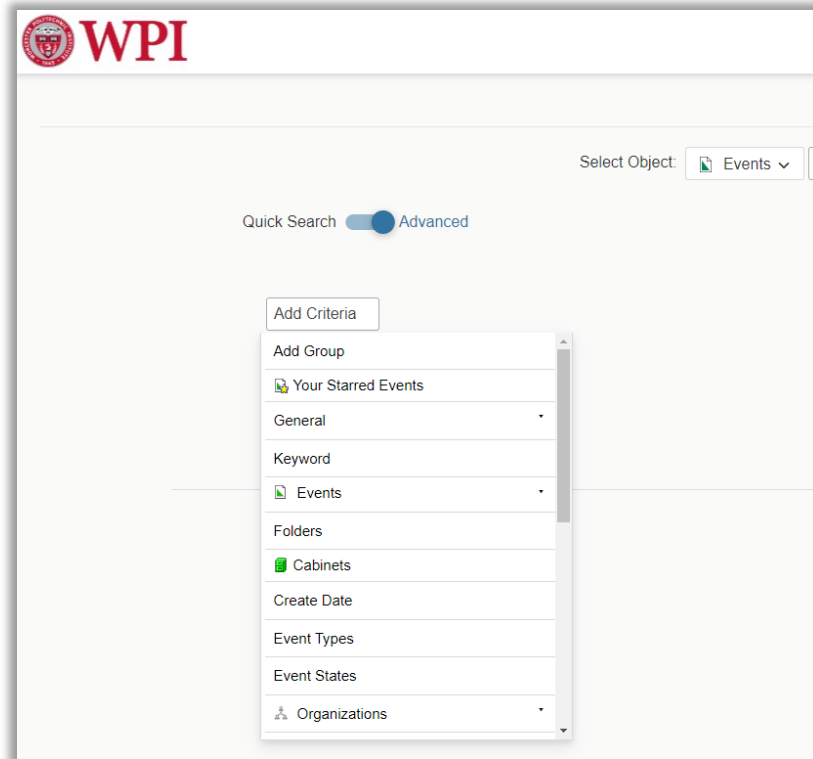 WPI
Select Object: Events
Quick Search Advanced
Add Criteria
Add Group
Your Starred Events
General
Keyword
Events
Folders
Cabinets
Create Date
Event Types
Event States
Organizations